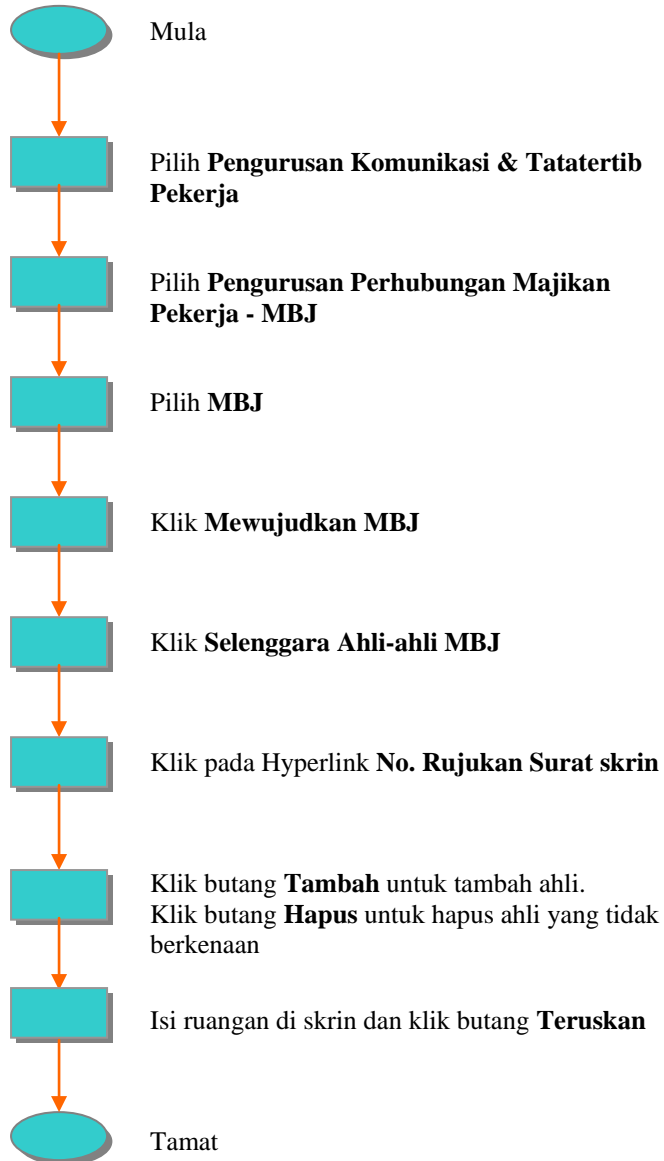 Mula
Pilih Pengurusan Komunikasi & Tatatertib
Pekerja
Pilih Pengurusan Perhubungan Majikan
Pekerja - MBJ
Pilih MBJ
Klik Mewujudkan MBJ
Klik Selenggara Ahli-ahli MBJ
Klik pada Hyperlink No. Rujukan Surat skrin
Klik butang Tambah untuk tambah ahli.
Klik butang Hapus untuk hapus ahli yang tidak
berkenaan
Isi ruangan di skrin dan klik butang Teruskan
Tamat